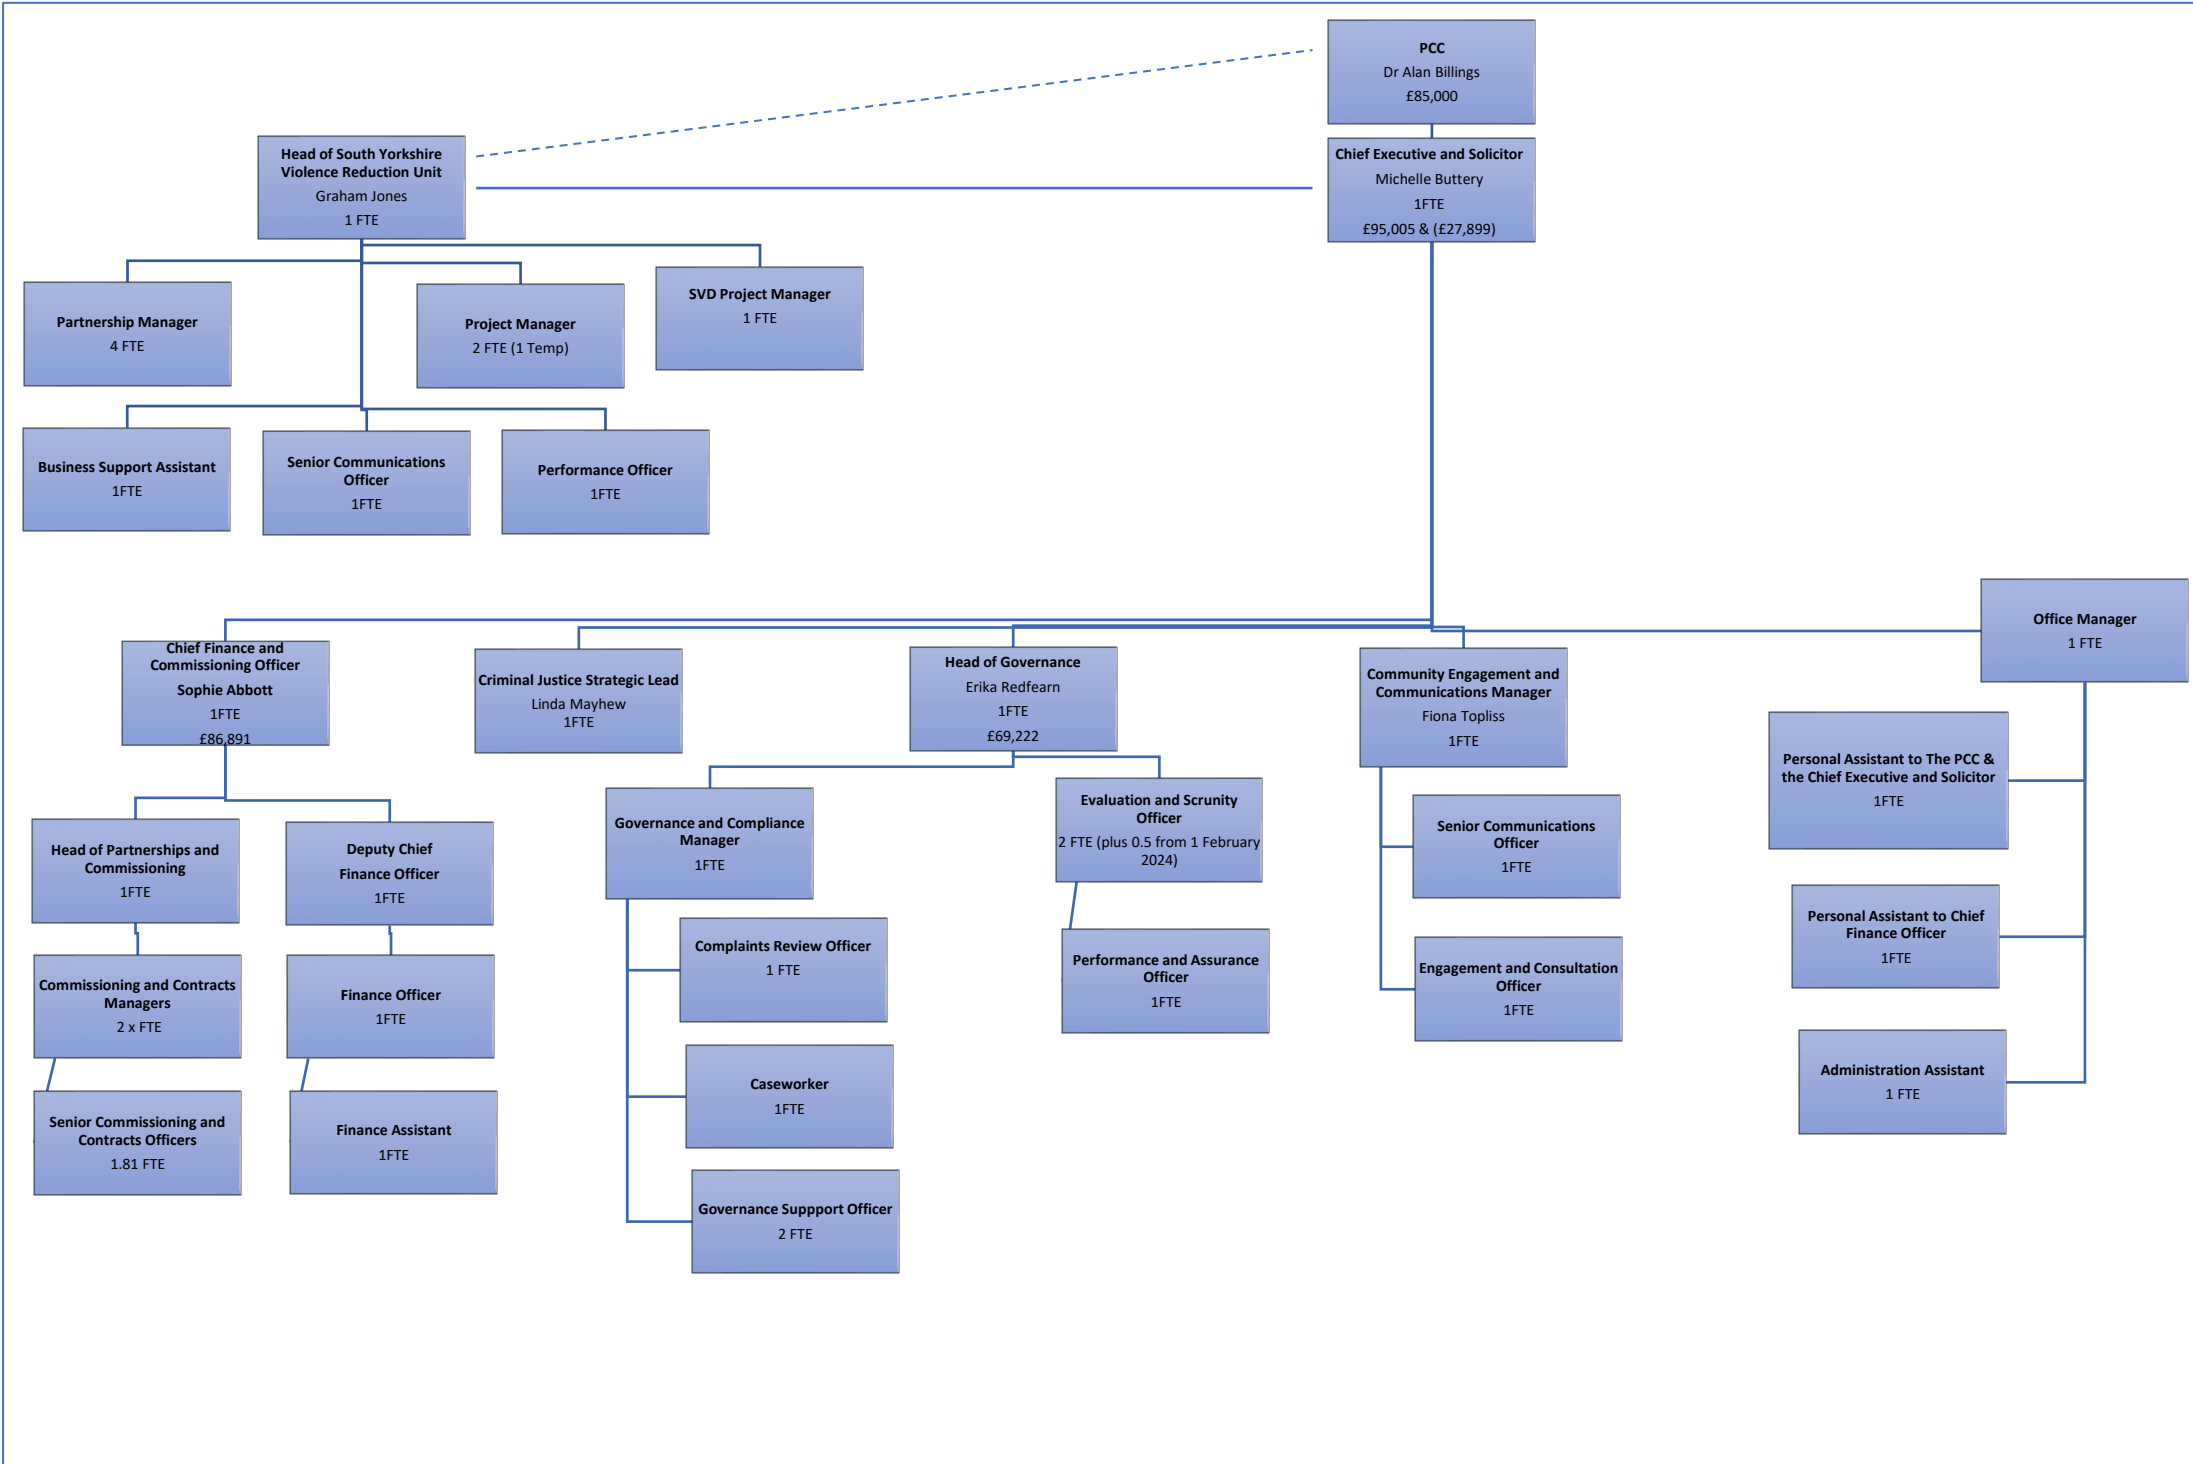 PCC
Dr Alan Billings
£85,000
Head of South Yorkshire
Violence Reduction Unit
Graham Jones
1 FTE
Chief Executive and Solicitor
Michelle Buttery
1FTE
£95,005 & (£27,899)
Partnership Manager
4 FTE
Project Manager
2 FTE (1 Temp)
SVD Project Manager
1 FTE
Business Support Assistant
1FTE
Senior Communications
Officer
1FTE
Performance Officer
1FTE
Office Manager
1 FTE
Chief Finance and
Commissioning Officer
Sophie Abbott
1FTE
£86,891
Criminal Justice Strategic Lead
Linda Mayhew
1FTE
Head of Governance
Erika Redfearn
1FTE
£69,222
Community Engagement and
Communications Manager
Fiona Topliss
1FTE
Personal Assistant to The PCC &
the Chief Executive and Solicitor
1FTE
Head of Partnerships and
Commissioning
1FTE
Deputy Chief
Finance Officer
1FTE
Governance and Compliance
Manager
1FTE
Evaluation and Scrunity
Officer
2 FTE (plus 0.5 from 1 February
2024)
Senior Communications
Officer
1FTE
Personal Assistant to Chief
Finance Officer
1FTE
Commissioning and Contracts
Managers
2 x FTE
Finance Officer
1FTE
Complaints Review Officer
1 FTE
Performance and Assurance
Officer
1FTE
Engagement and Consultation
Officer
1FTE
Administration Assistant
1 FTE
Senior Commissioning and
Contracts Officers
1.81 FTE
Finance Assistant
1FTE
Caseworker
1FTE
Governance Suppport Officer
2 FTE